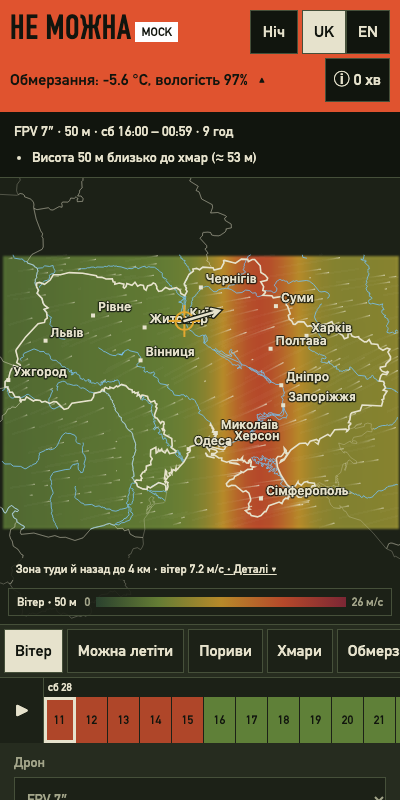 НЕ МОЖНА МОСК
Ніч UK EN
Обмерзання: -5.6 °C, вологість 97% ▲
ⓘ 0 хв
FPV 7″ · 50 м · сб 16:00 – 00:59 · 9 год
• Висота 50 м близько до хмар (≈ 53 м)
Чернігів
Суми
Рівне
Харків
Львів
Полтава
Вінниця
Ужгород
Дніпро
Запоріжжя
Миколаїв
Херсон
Одеса
Сімферополь
Зона туди й назад до 4 км · вітер 7.2 м/с · Деталі ▾
Вітер · 50 м 0 26 м/с
Вітер Можна летіти Пориви Хмари Обмерз
сб 28
11 12 13 14 15 16 17 18 19 20 21
Дрон
FPV 7″